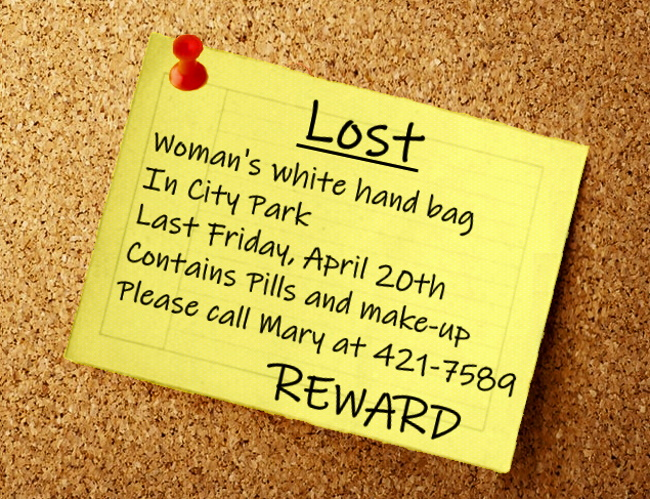 Lost
Woman's white hand bag
In City Park
Last Friday, April 20th
Contains Pills and make-up
Please call Mary at 421-7589
REWARD